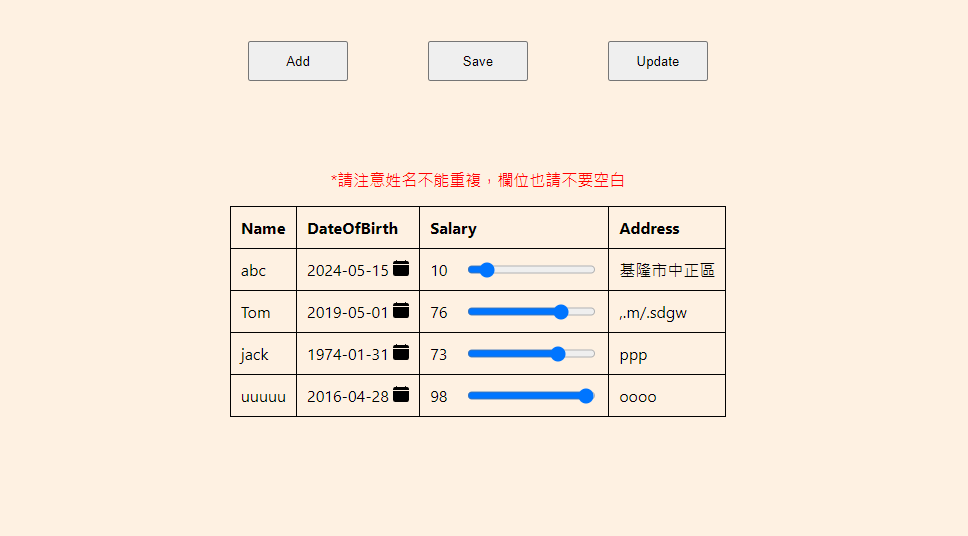 Add Save Update
*請注意姓名不能重複，欄位也請不要空白
Name DateOfBirth Salary Address
abc 2024-05-15 10 基隆市中正區
Tom 2019-05-01 76 ,.m/.sdgw
jack 1974-01-31 73 ppp
uuuuu 2016-04-28 98 oooo